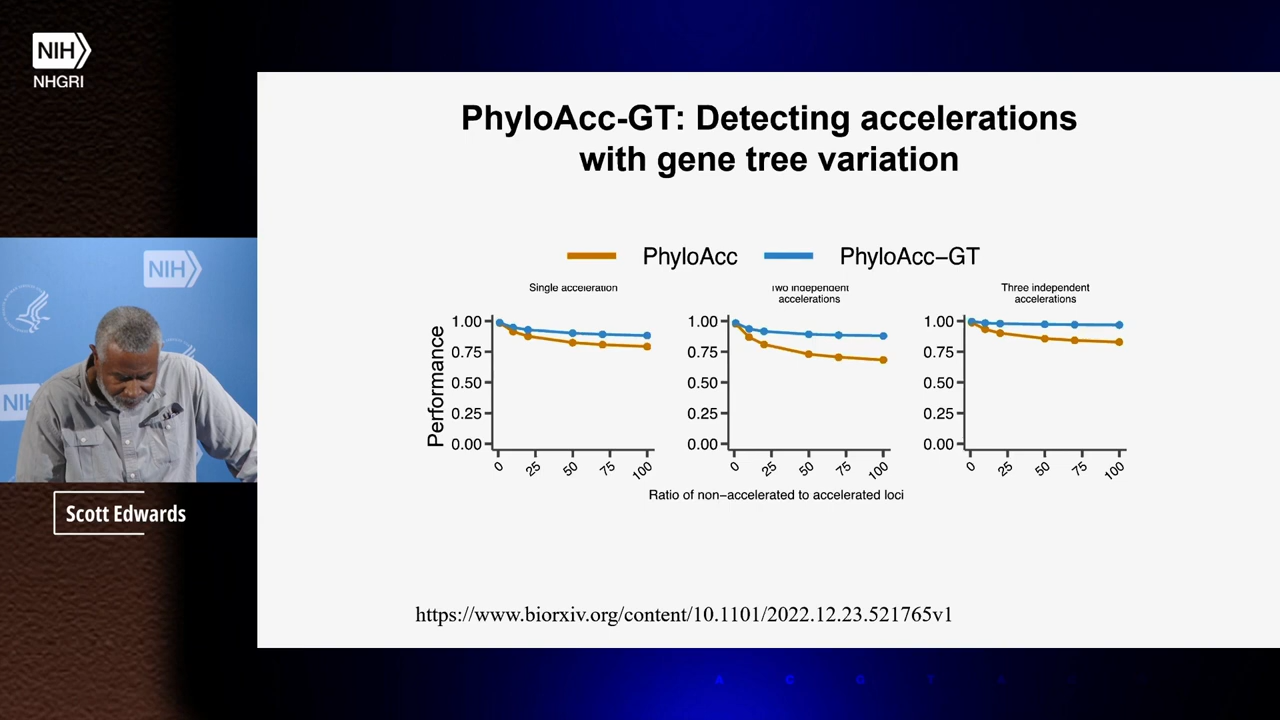 NIH
NHGRI
PhyloAcc-GT: Detecting accelerations
with gene tree variation
PhyloAcc
PhyloAcc−GT
Single acceleration
Two independent
accelerations
Three independent
accelerations
Performance
1.00
0.75
0.50
0.25
0.00
0
25
50
75
100
1.00
0.75
0.50
0.25
0.00
0
25
50
75
100
1.00
0.75
0.50
0.25
0.00
0
25
50
75
100
Ratio of non−accelerated to accelerated loci
https://www.biorxiv.org/content/10.1101/2022.12.23.521765v1
NIH
NIH
Scott Edwards
A C G T